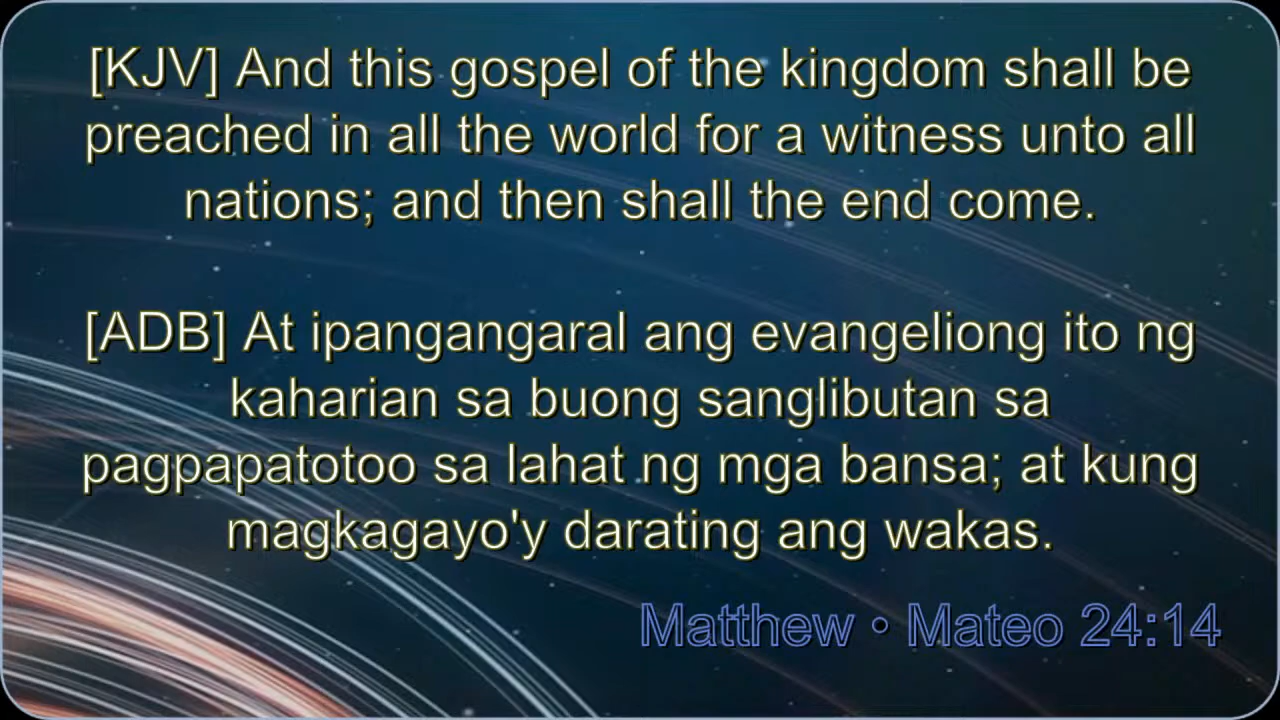 [KJV] And this gospel of the kingdom shall be
preached in all the world for a witness unto all
nations; and then shall the end come.
[ADB] At ipangangaral ang evangeliong ito ng
kaharian sa buong sanglibutan sa
pagpapatotoo sa lahat ng mga bansa; at kung
magkagayo'y darating ang wakas.
Matthew • Mateo 24:14